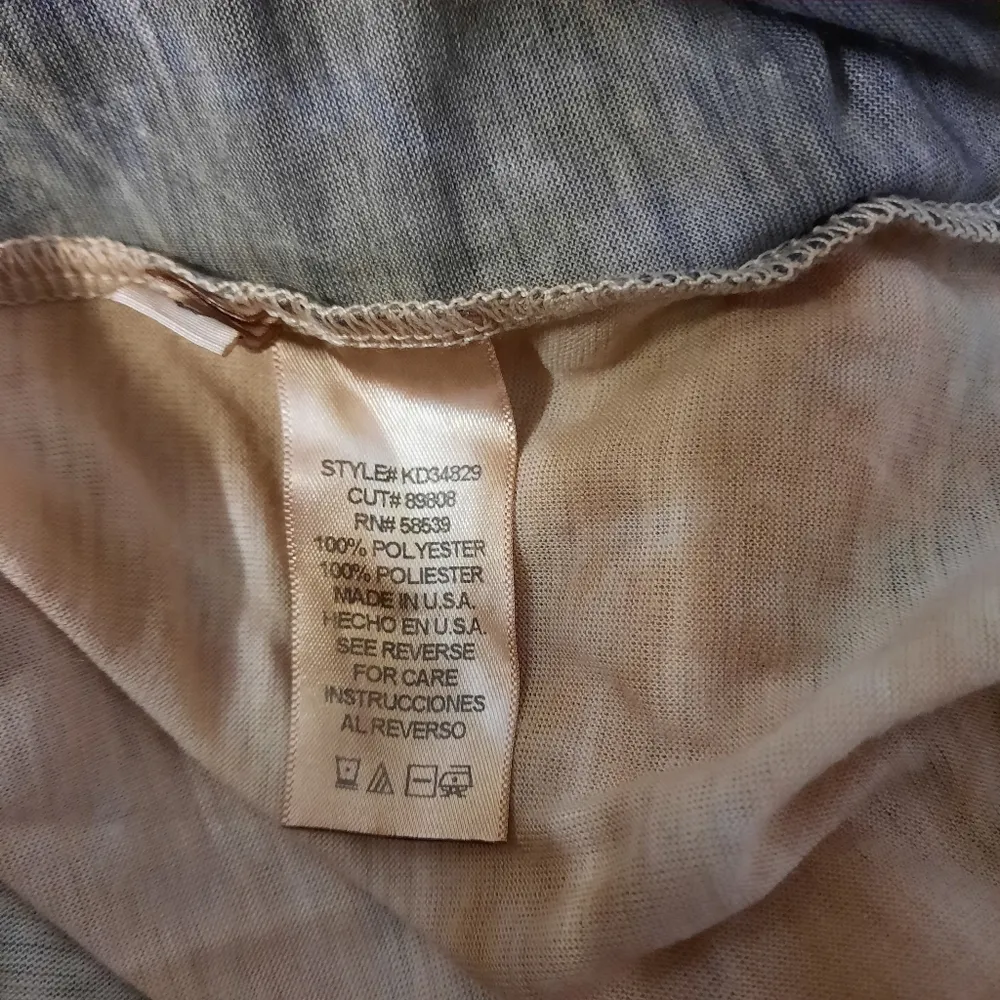 STYLE# KD34829
CUT# 89808
RN# 58539
100% POLYESTER
100% POLIESTER
MADE IN U.S.A.
HECHO EN U.S.A.
SEE REVERSE
FOR CARE
INSTRUCCIONES
AL REVERSO